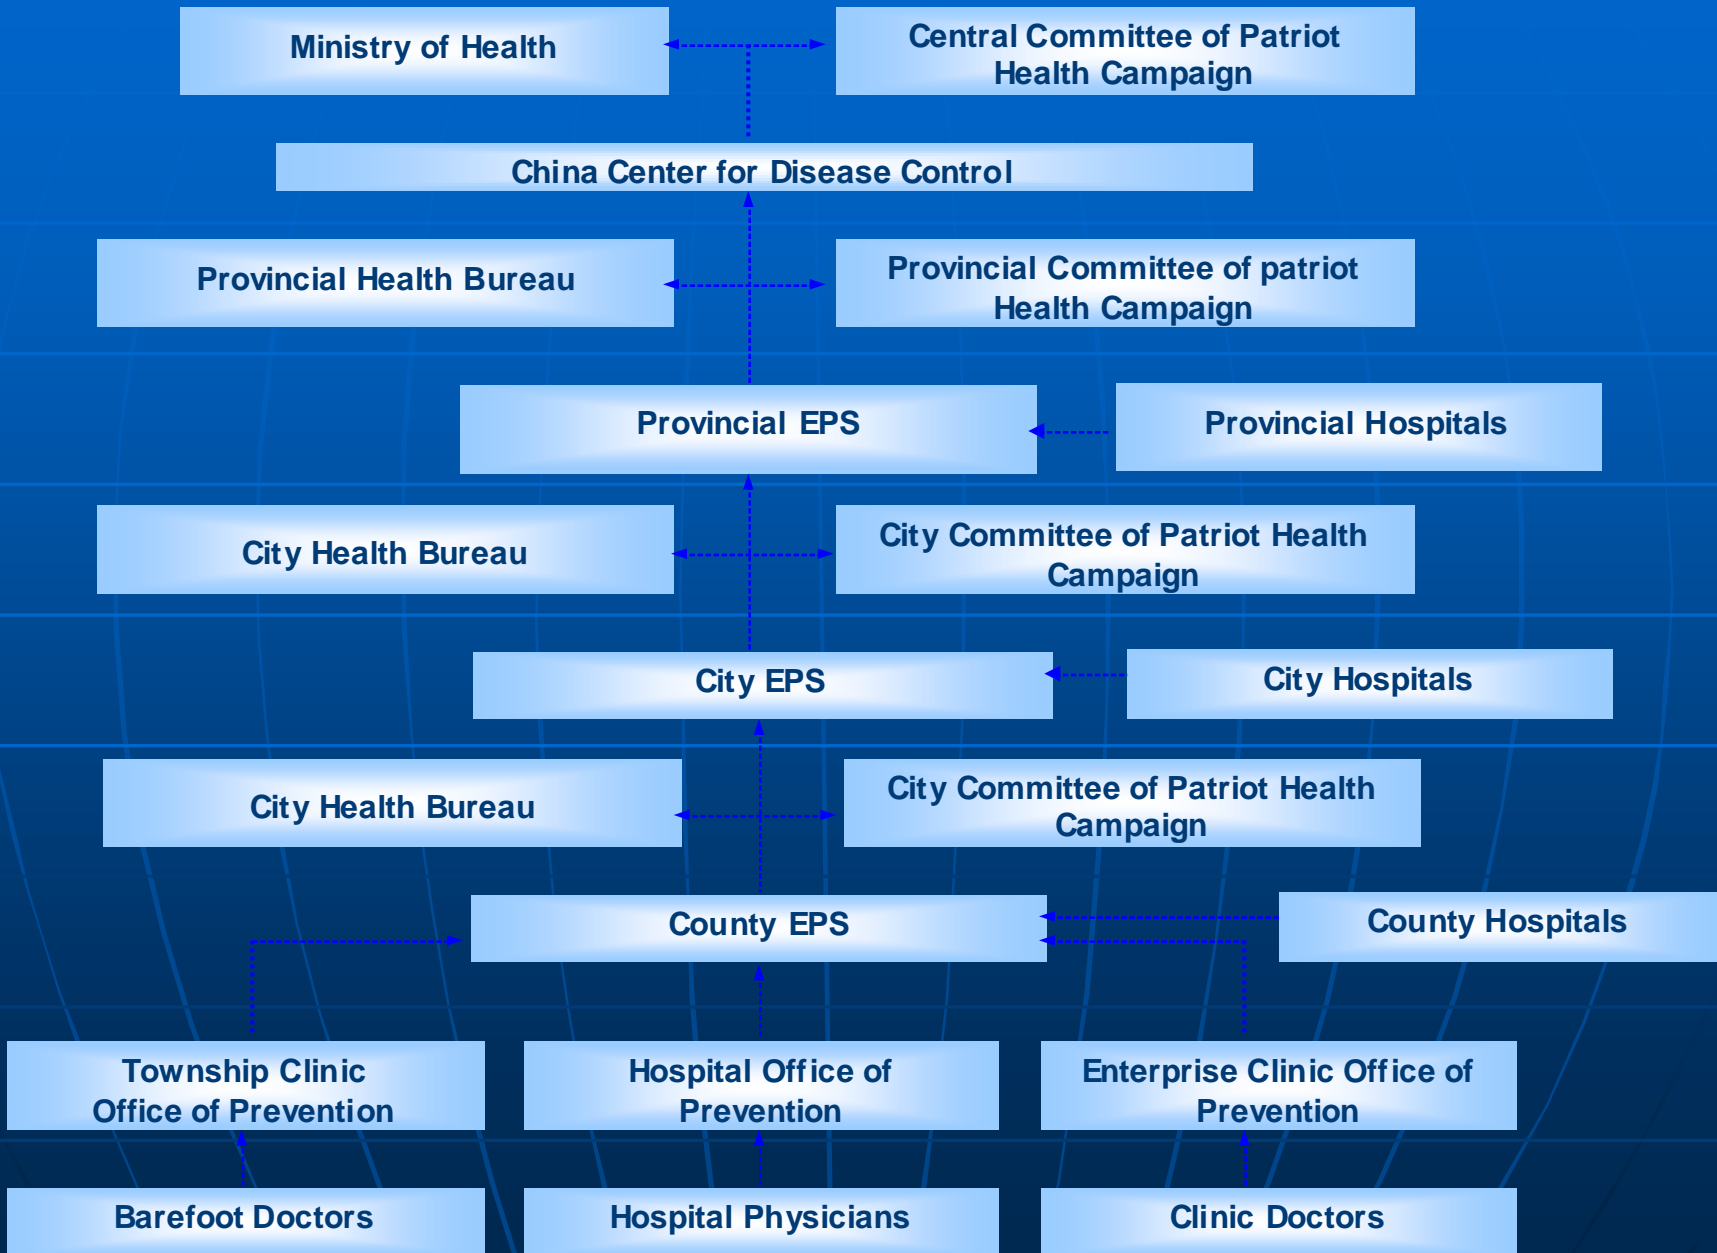 Ministry of Health
Central Committee of Patriot
Health Campaign
China Center for Disease Control
Provincial Health Bureau
Provincial Committee of patriot
Health Campaign
Provincial EPS
Provincial Hospitals
City Health Bureau
City Committee of Patriot Health
Campaign
City EPS
City Hospitals
City Health Bureau
City Committee of Patriot Health
Campaign
County EPS
County Hospitals
Township Clinic
Office of Prevention
Hospital Office of
Prevention
Enterprise Clinic Office of
Prevention
Barefoot Doctors
Hospital Physicians
Clinic Doctors